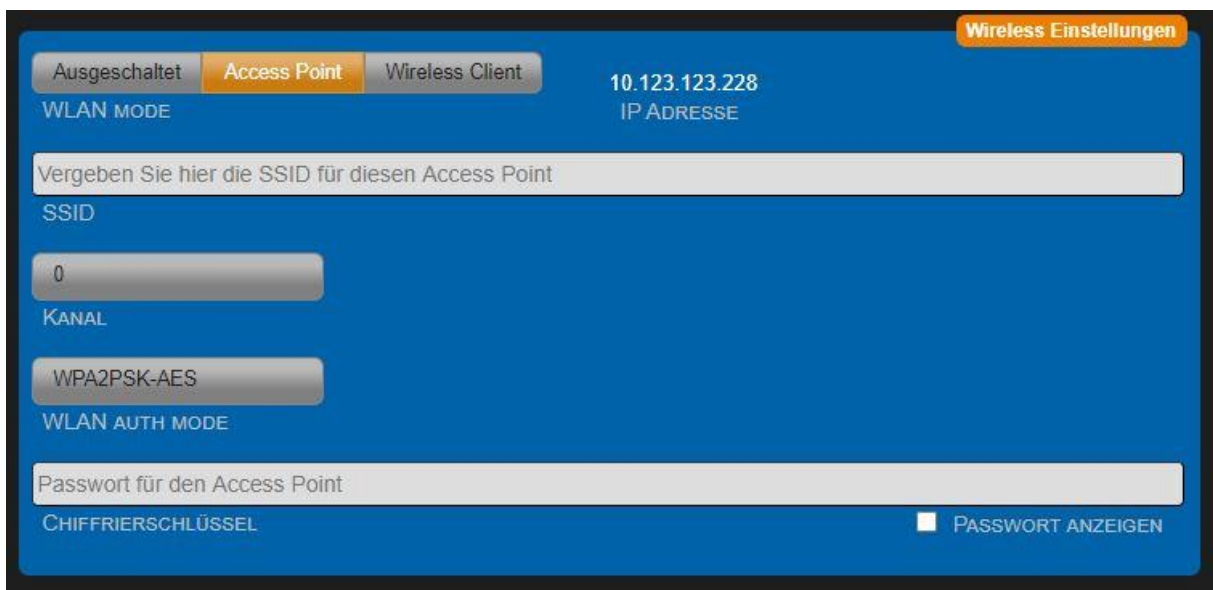 Wireless Einstellungen
Ausgeschaltet Access Point Wireless Client
10.123.123.228
WLAN MODE
IP ADRESSE
Vergeben Sie hier die SSID für diesen Access Point
SSID
0
KANAL
WPA2PSK-AES
WLAN AUTH MODE
Passwort für den Access Point
CHIFFRIERSCHLÜSSEL
PASSWORT ANZEIGEN